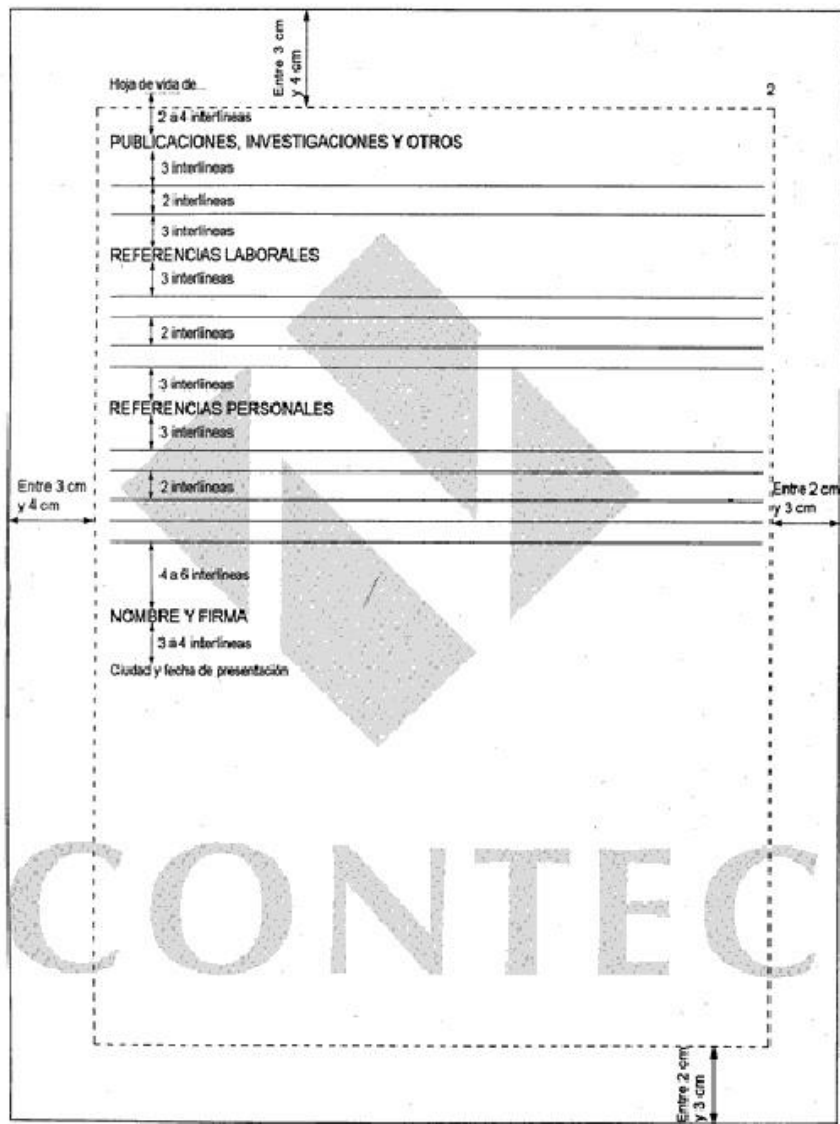 Entre 3 cm
y 4 cm
Hoja de vida de...
2
2 a 4 interlíneas
PUBLICACIONES, INVESTIGACIONES Y OTROS
3 interlíneas
2 interlíneas
3 interlíneas
REFERENCIAS LABORALES
3 interlíneas
2 interlíneas
3 interlíneas
REFERENCIAS PERSONALES
3 interlíneas
2 interlíneas
Entre 3 cm
y 4 cm
Entre 2 cm
y 3 cm
4 a 6 interlíneas
NOMBRE Y FIRMA
3 a 4 interlíneas
Ciudad y fecha de presentación
CONTEC
Entre 2 cm
y 3 cm